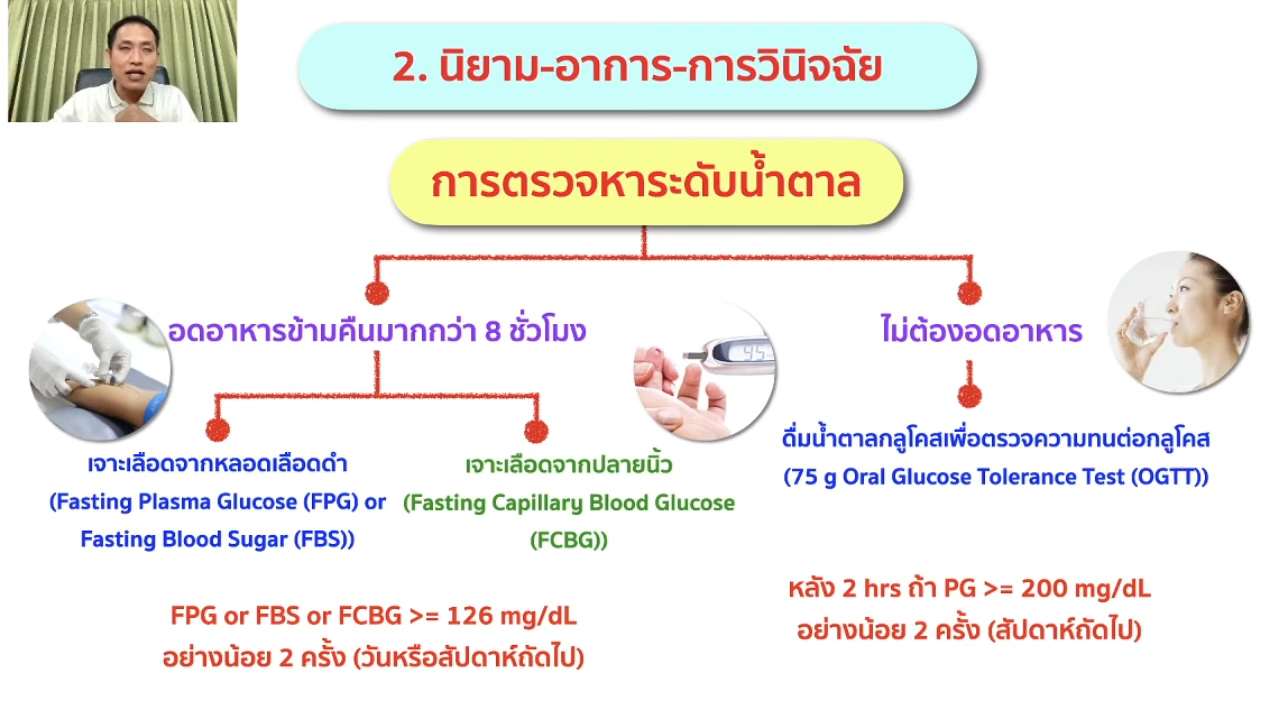 2. นิยาม-อาการ-การวินิจฉัย
การตรวจหาระดับน้ำตาล
อดอาหารข้ามคืนมากกว่า 8 ชั่วโมง
ไม่ต้องอดอาหาร
95
เจาะเลือดจากหลอดเลือดดำ
(Fasting Plasma Glucose (FPG) or
Fasting Blood Sugar (FBS))
เจาะเลือดจากปลายนิ้ว
(Fasting Capillary Blood Glucose
(FCBG))
ดื่มน้ำตาลกลูโคสเพื่อตรวจความทนต่อกลูโคส
(75 g Oral Glucose Tolerance Test (OGTT))
FPG or FBS or FCBG >= 126 mg/dL
อย่างน้อย 2 ครั้ง (วันหรือสัปดาห์ถัดไป)
หลัง 2 hrs ถ้า PG >= 200 mg/dL
อย่างน้อย 2 ครั้ง (สัปดาห์ถัดไป)